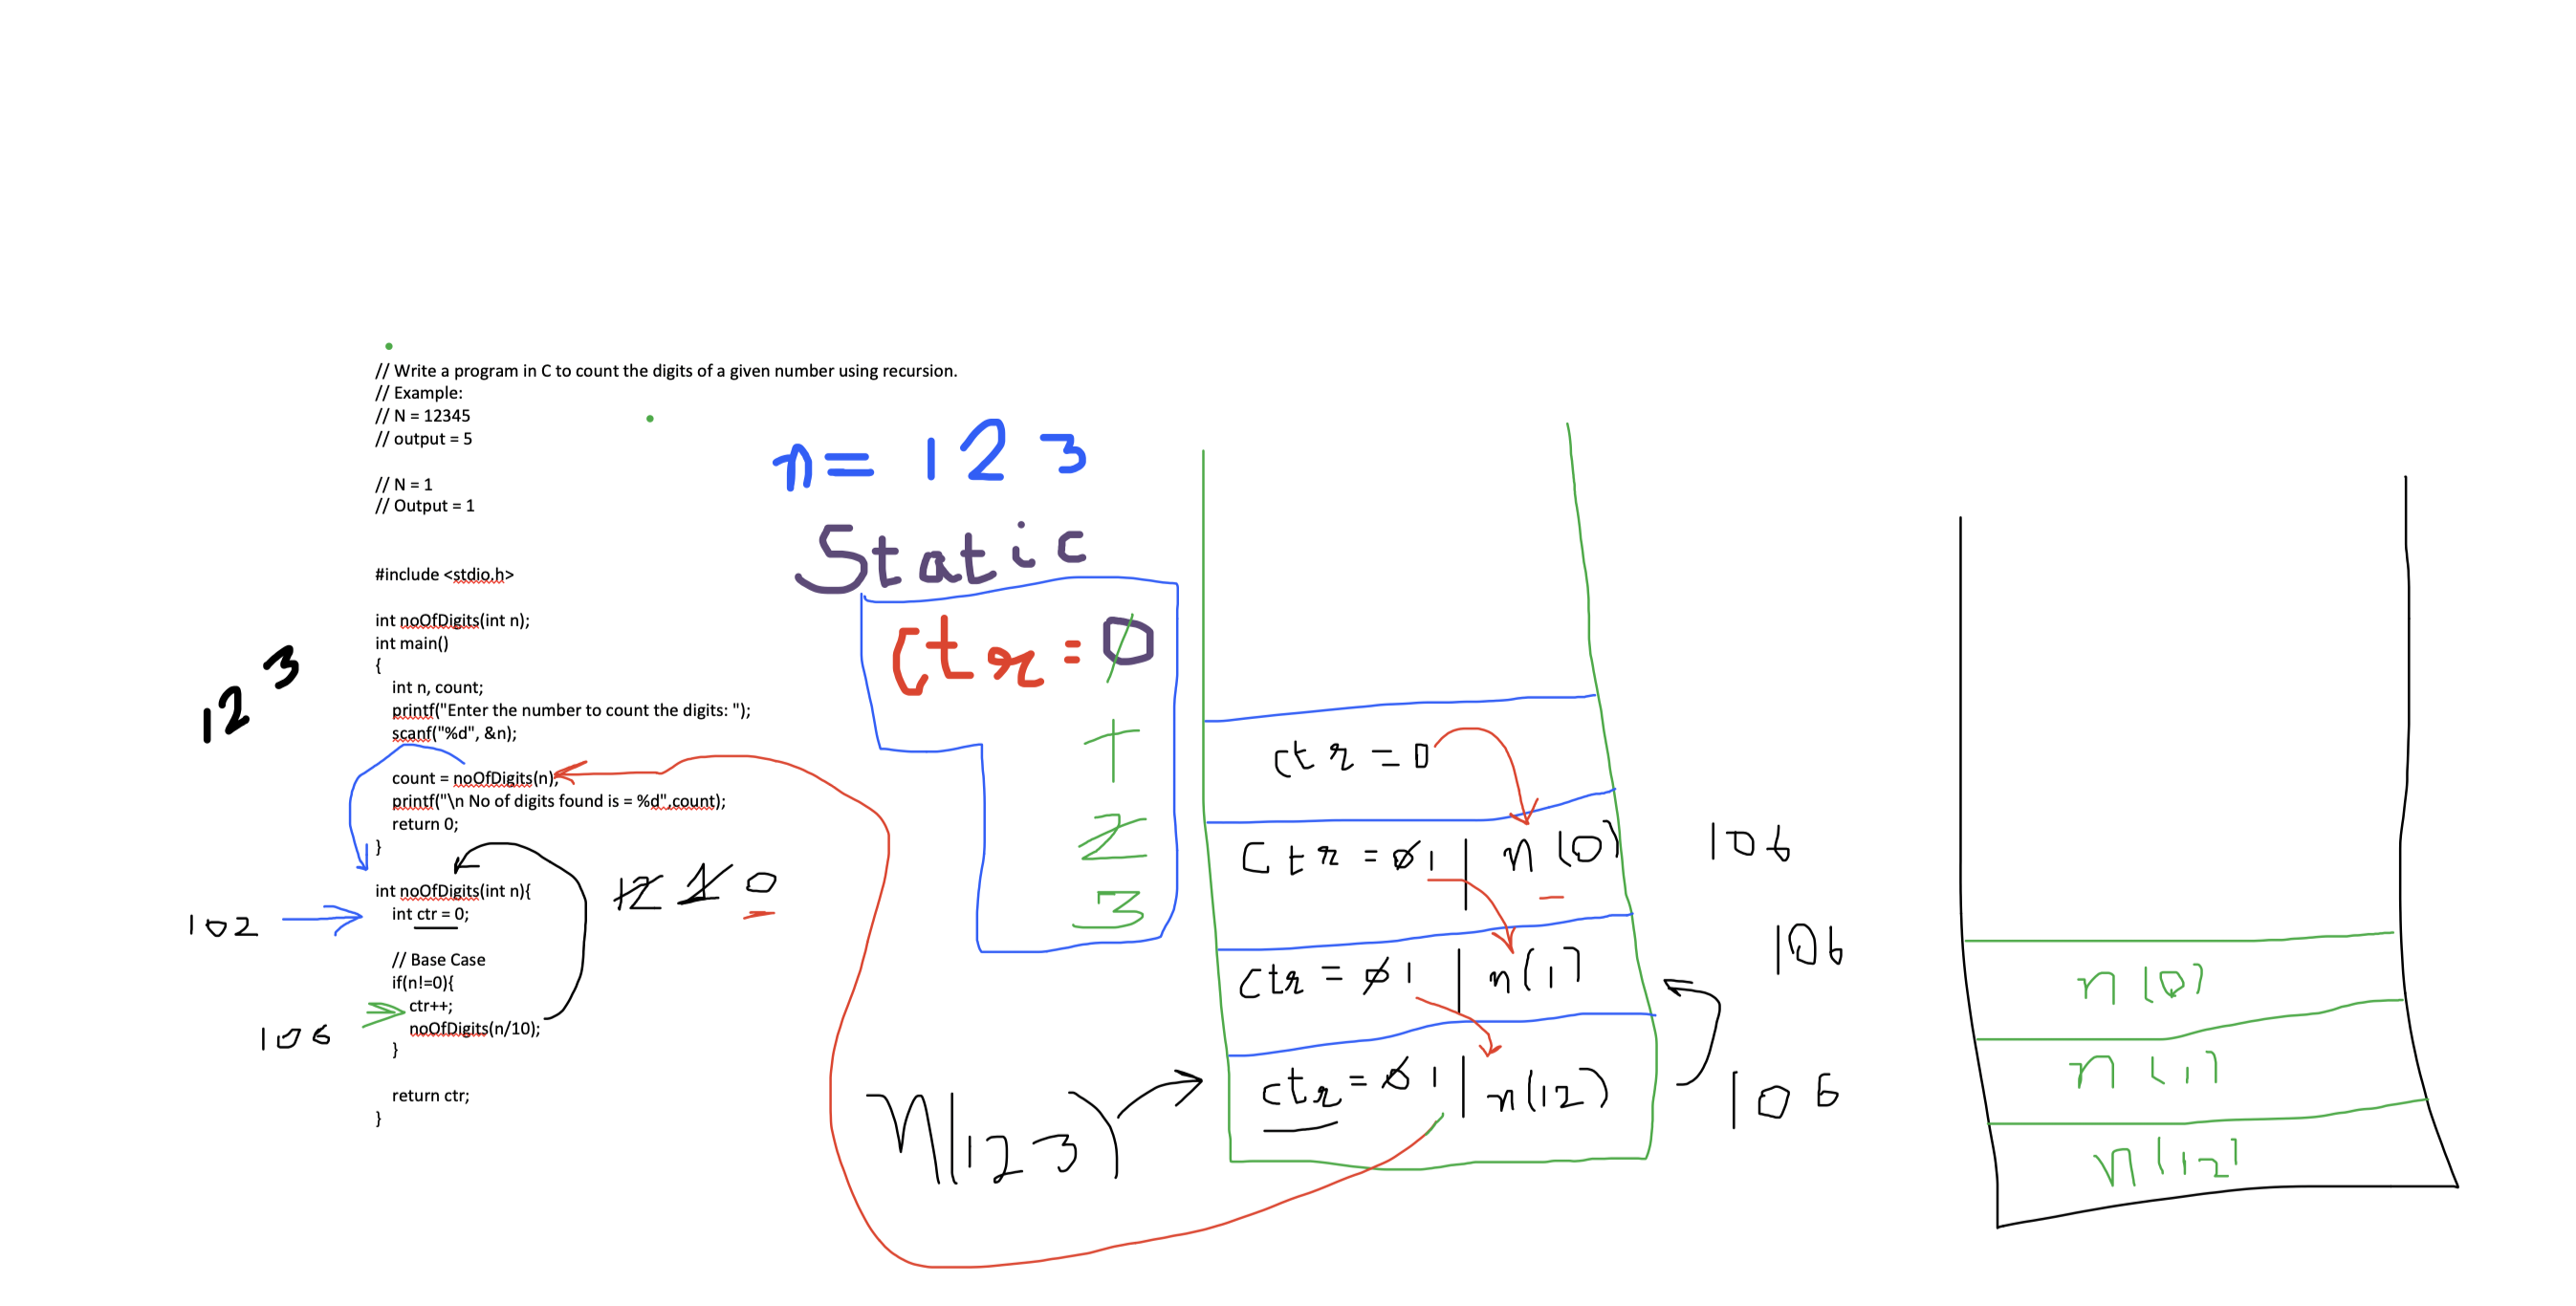 // Write a program in C to count the digits of a given number using recursion.
// Example:
// N = 12345
// output = 5
// N = 1
// Output = 1
#include <stdio.h>
int noOfDigits(int n);
int main()
{
int n, count;
printf("Enter the number to count the digits: ");
scanf("%d", &n);
count = noOfDigits(n);
printf("\n No of digits found is = %d",count);
return 0;
}
int noOfDigits(int n){
int ctr = 0;
// Base Case
if(n!=0){
ctr++;
noOfDigits(n/10);
}
return ctr;
}
123
102
106
12 1 0
n= 123
Static
Ctr = 0
1
2
3
n(123)
ctr = 0
Ctr = 0 1 | n(0)
ctr = 0 1 | n(1)
ctr = 0 1 | n(12)
106
106
106
n(0)
n(1)
n(12)